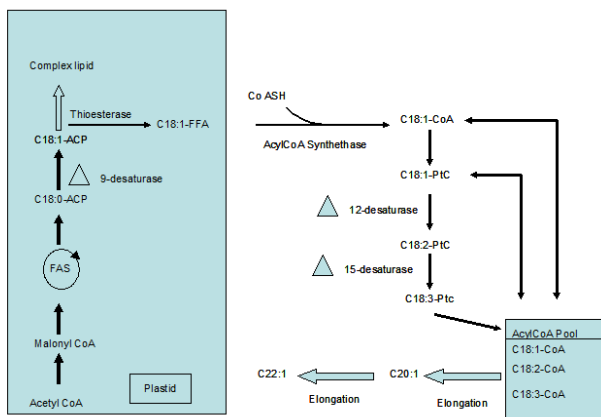 Complex lipid
Thioesterase
C18:1-FFA
C18:1-ACP
9-desaturase
C18:0-ACP
FAS
Malonyl CoA
Acetyl CoA
Plastid
Co ASH
AcylCoA Synthethase
C18:1-CoA
C18:1-PtC
12-desaturase
C18:2-PtC
15-desaturase
C18:3-Ptc
AcylCoA Pool
C18:1-CoA
C18:2-CoA
C18:3-CoA
C22:1
C20:1
Elongation
Elongation